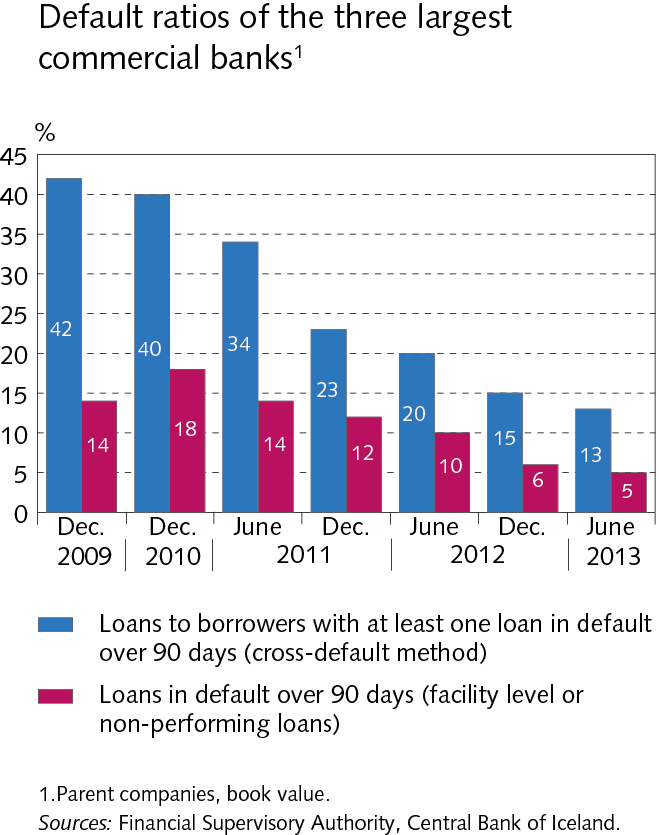 Default ratios of the three largest
commercial banks¹
%
45
40
35
30
25
20
15
10
5
0
42
14
40
18
34
14
23
12
20
10
15
6
13
5
Dec. Dec. June Dec. June Dec. June
2009 2010 2011 2012 2013
Loans to borrowers with at least one loan in default
over 90 days (cross-default method)
Loans in default over 90 days (facility level or
non-performing loans)
1.Parent companies, book value.
Sources: Financial Supervisory Authority, Central Bank of Iceland.